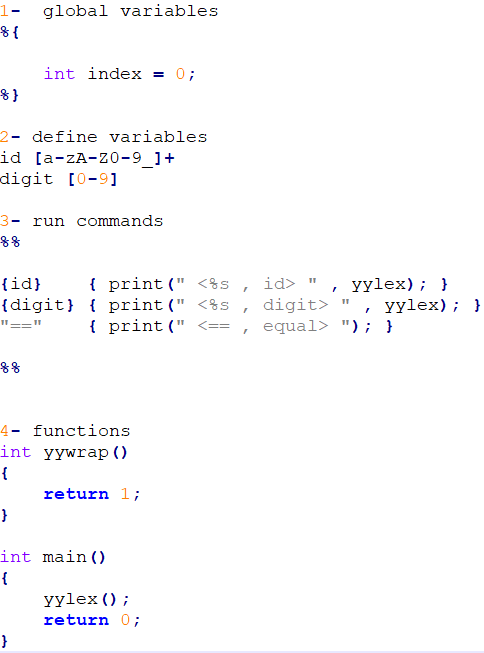 1-  global variables
%{
    int index = 0;
%}
2- define variables
id [a-zA-Z0-9_]+
digit [0-9]
3- run commands
%%
{id}    { print(" <%s , id> " , yylex); }
{digit} { print(" <%s , digit> " , yylex); }
"=="    { print(" <== , equal> "); }
%%
4- functions
int yywrap()
{
    return 1;
}
int main()
{
    yylex();
    return 0;
}